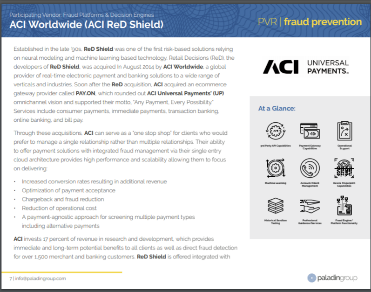 Participating Vendor: Fraud Platforms & Decision Engines
ACI Worldwide (ACI ReD Shield)
PVR | fraud prevention
Established in the late '90s, ReD Shield was one of the first risk-based solutions relying
on neural modeling and machine learning based technology. Retail Decisions (ReD), the
developers of ReD Shield, was acquired in August 2014 by ACI Worldwide, a global
provider of real-time electronic payment and banking solutions to a wide range of
verticals and industries. Soon after the ReD acquisition, ACI acquired an ecommerce
gateway provider called PAY.ON, which rounded out ACI Universal Payments' (UP)
omnichannel vision and supported their motto, "Any Payment, Every Possibility."
Services include consumer payments, immediate payments, transaction banking,
online banking, and bill pay.
Through these acquisitions, ACI can serve as a "one stop shop" for clients who would
prefer to manage a single relationship rather than multiple relationships. Their ability
to offer payment solutions with integrated fraud management via their single entry
cloud architecture provides high performance and scalability allowing them to focus
on delivering:
• Increased conversion rates resulting in additional revenue
• Optimization of payment acceptance
• Chargeback and fraud reduction
• Reduction of operational cost
• A payment-agnostic approach for screening multiple payment types
including alternative payments
ACI invests 17 percent of revenue in research and development, which provides
immediate and long-term potential benefits to all clients as well as direct fraud detection
for over 1,500 merchant and banking customers. ReD Shield is offered integrated with
ACI UNIVERSAL
PAYMENTS.
At a Glance:
Machine Learning
7 | info@paladingroup.com
paladingroup